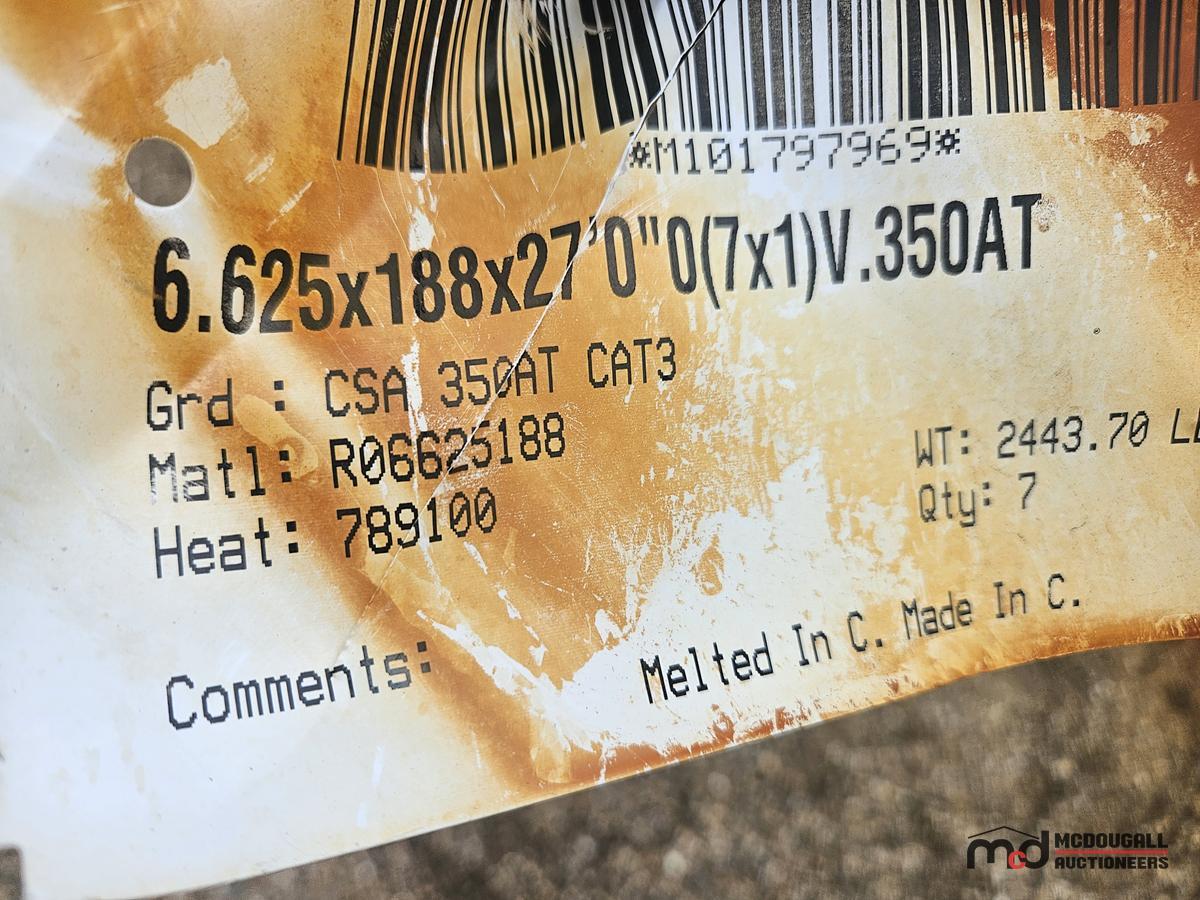 *M101797969*
6.625x188x27'0"0(7x1)V.350AT
Grd : CSA 350AT CAT3
Matl: R06625188
WT: 2443.70
Heat: 789100
Qty: 7
Comments:
Melted In C. Made In C.
mcd MCDOUGALL
AUCTIONEERS